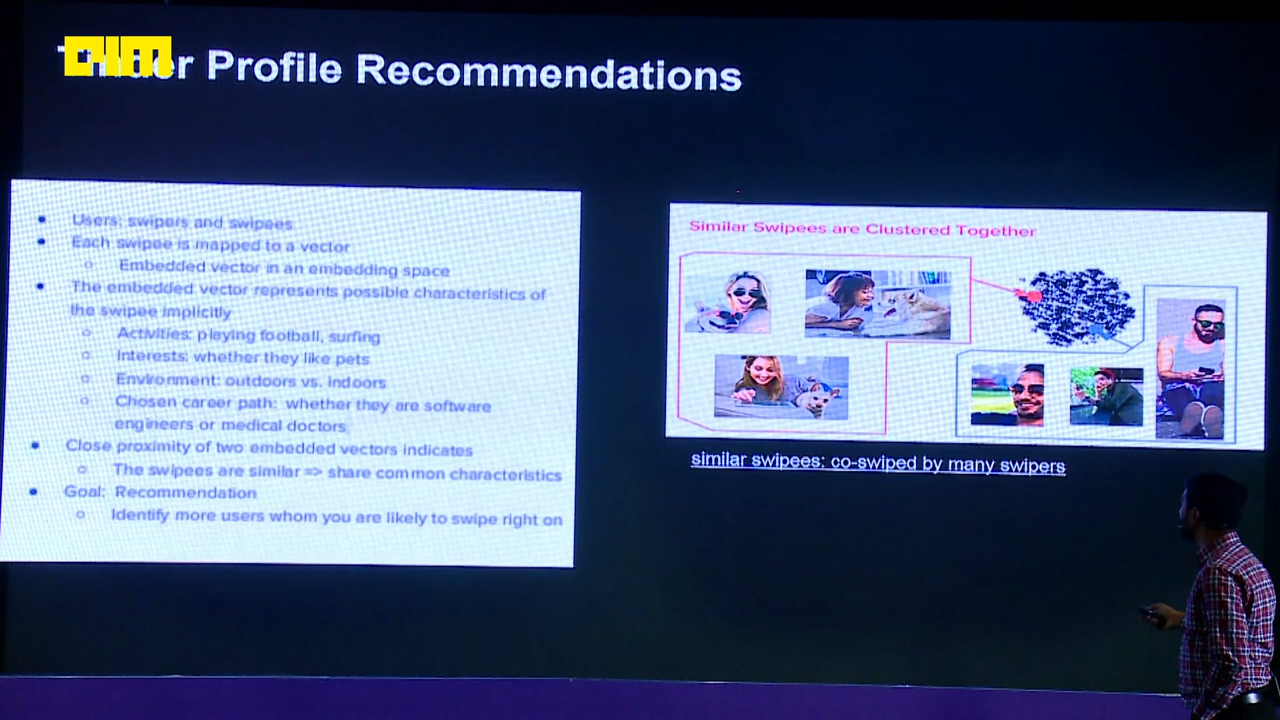 AIM
Profile Recommendations
Users: swipers and swipees
Each swipee is mapped to a vector
Embedded vector in an embedding space
The embedded vector represents possible characteristics of
the swipee implicitly
Activities: playing football, surfing
Interests: whether they like pets
Environment: outdoors vs. indoors
Chosen career path: whether they are software
engineers or medical doctors
Close proximity of two embedded vectors indicates
The swipees are similar => share common characteristics
Goal: Recommendation
Identify more users whom you are likely to swipe right on
Similar Swipees are Clustered Together
similar swipees: co-swiped by many swipers